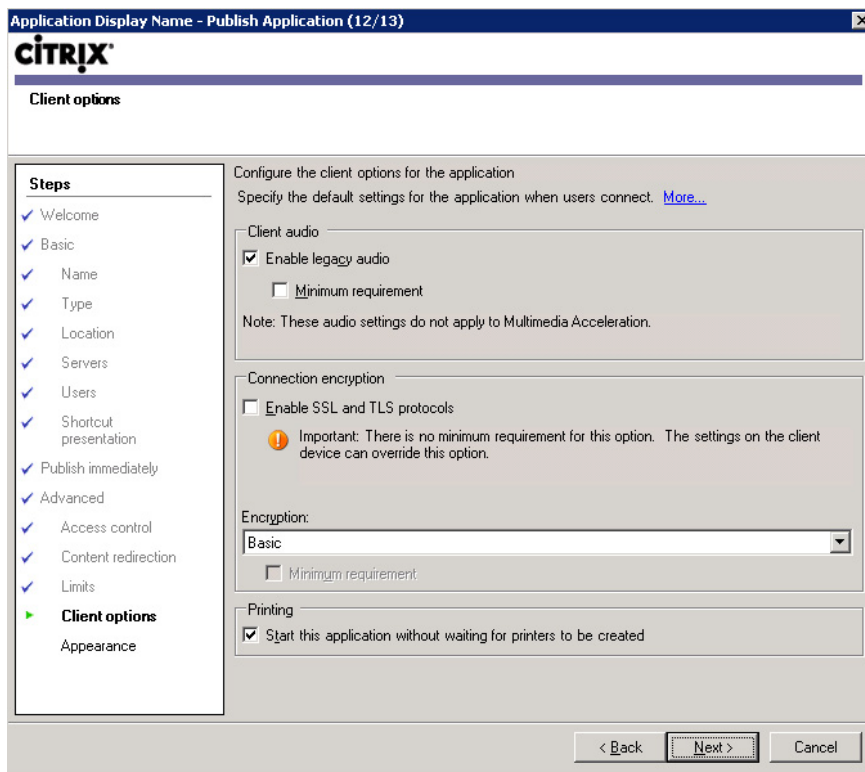 Application Display Name - Publish Application (12/13)
CİTRIX®
Client options
Steps
Welcome
Basic
Name
Type
Location
Servers
Users
Shortcut
presentation
Publish immediately
Advanced
Access control
Content redirection
Limits
Client options
Appearance
Configure the client options for the application
Specify the default settings for the application when users connect. More...
Client audio
Enable legacy audio
Minimum requirement
Note: These audio settings do not apply to Multimedia Acceleration.
Connection encryption
Enable SSL and TLS protocols
Important: There is no minimum requirement for this option. The settings on the client
device can override this option.
Encryption:
Basic
Minimum requirement
Printing
Start this application without waiting for printers to be created
< Back
Next >
Cancel